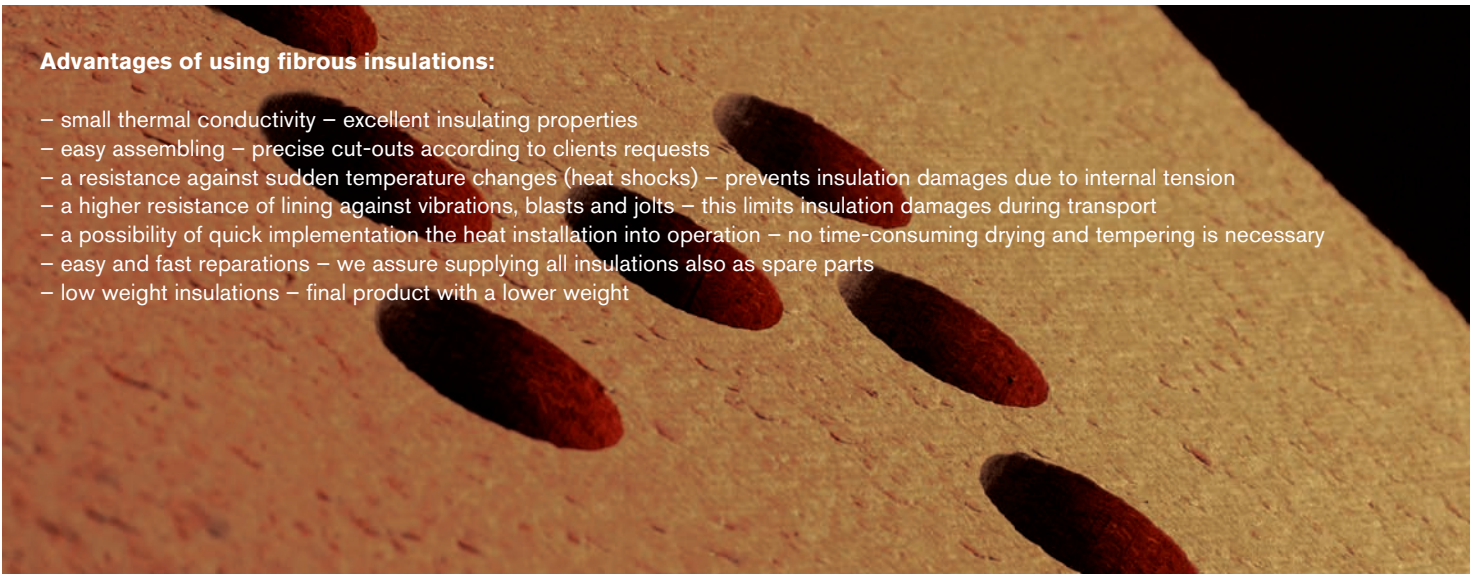 Advantages of using fibrous insulations:
– small thermal conductivity – excellent insulating properties
– easy assembling – precise cut-outs according to clients requests
– a resistance against sudden temperature changes (heat shocks) – prevents insulation damages due to internal tension
– a higher resistance of lining against vibrations, blasts and jolts – this limits insulation damages during transport
– a possibility of quick implementation the heat installation into operation – no time-consuming drying and tempering is necessary
– easy and fast reparations – we assure supplying all insulations also as spare parts
– low weight insulations – final product with a lower weight